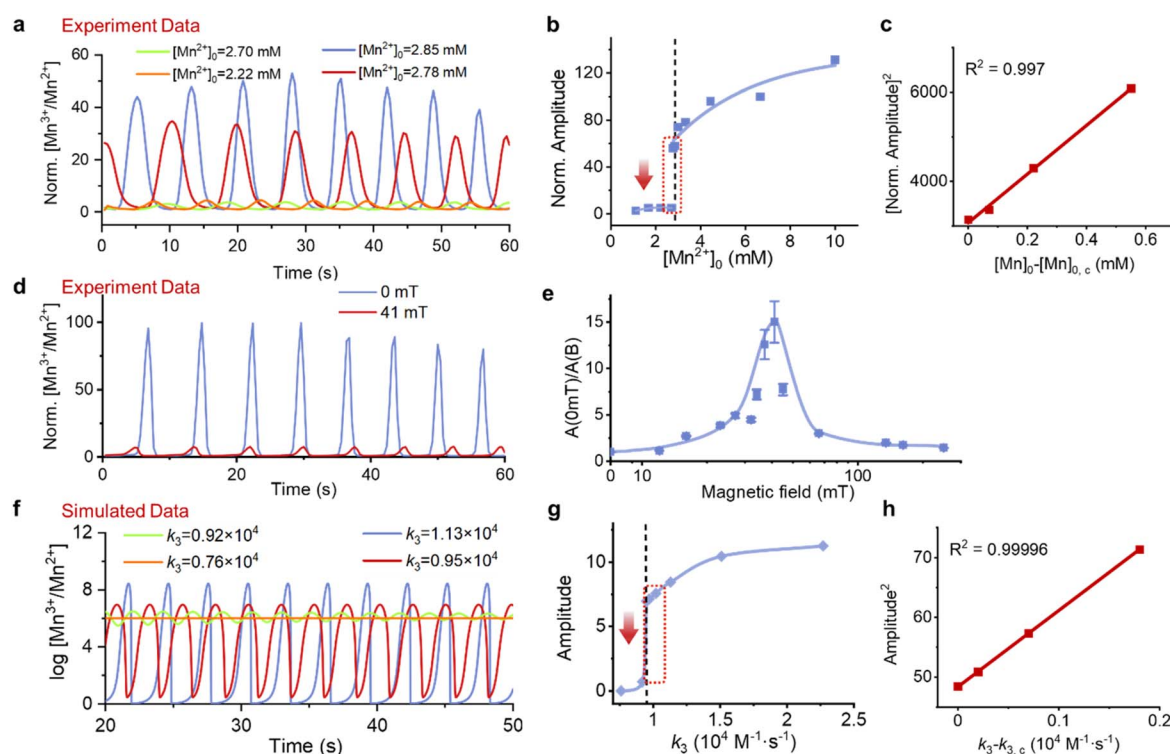 a Experiment Data
[Mn2+]0=2.70 mM
[Mn2+]0=2.85 mM
[Mn2+]0=2.22 mM
[Mn2+]0=2.78 mM
Norm. [Mn3+/Mn2+]
60
40
20
0
0 10 20 30 40 50 60
Time (s)
b
Norm. Amplitude
120
80
40
0
0 2 4 6 8 10
[Mn2+]0 (mM)
c
R2 = 0.997
[Norm. Amplitude]2
6000
4000
0.0 0.2 0.4 0.6
[Mn]0-[Mn]0, c (mM)
d Experiment Data
0 mT
41 mT
Norm. [Mn3+/Mn2+]
100
50
0
0 20 40 60
Time (s)
e
A(0mT)/A(B)
15
10
5
0
0 10 100
Magnetic field (mT)
f Simulated Data
k3=0.92×104
k3=1.13×104
k3=0.76×104
k3=0.95×104
log [Mn3+/Mn2+]
12
8
4
0
20 30 40 50
Time (s)
g
Amplitude
10
5
0
1 1.5 2 2.5
k3 (104 M-1·s-1)
h
R2 = 0.99996
Amplitude2
70
60
50
0 0.1 0.2
k3-k3, c (104 M-1·s-1)